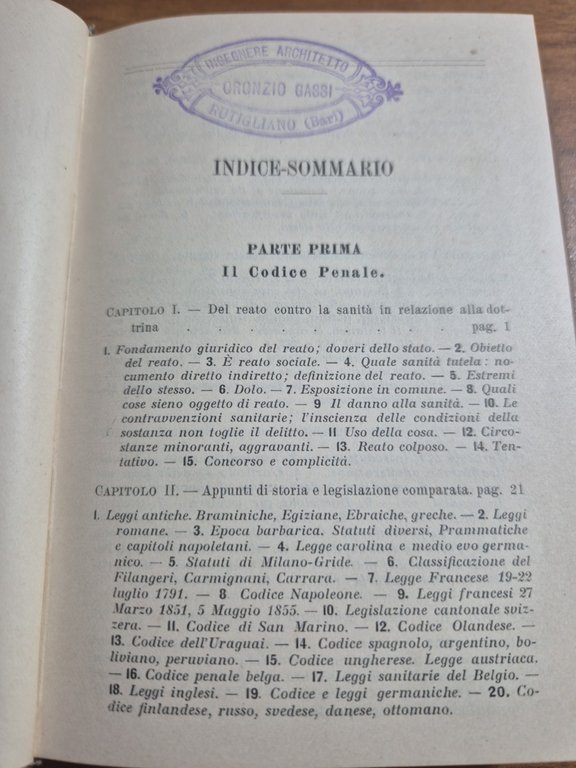 INGEGNERE ARCHITETTO
ORONZIO GASSI
RUTIGLIANO (Bari)
INDICE-SOMMARIO
PARTE PRIMA
Il Codice Penale.
CAPITOLO I. — Del reato contro la sanità in relazione alla dot-
trina . . . . . . . . pag. 1
1. Fondamento giuridico del reato; doveri dello stato. — 2. Obietto
del reato. — 3. È reato sociale. — 4. Quale sanità tutela: no-
cumento diretto indiretto; definizione del reato. — 5. Estremi
dello stesso. — 6. Dolo. — 7. Esposizione in comune. — 8. Quali
cose sieno oggetto di reato. — 9 Il danno alla sanità. — 10. Le
contravvenzioni sanitarie; l'inscienza delle condizioni della
sostanza non toglie il delitto. — 11 Uso della cosa. — 12. Circo-
stanze minoranti, aggravanti. — 13. Reato colposo. — 14. Ten-
tativo. — 15. Concorso e complicità.
CAPITOLO II. — Appunti di storia e legislazione comparata. pag. 21
1. Leggi antiche. Braminiche, Egiziane, Ebraiche, greche. — 2. Leggi
romane. — 3. Epoca barbarica. Statuti diversi, Prammatiche
e capitoli napoletani. — 4. Legge carolina e medio evo germa-
nico. — 5. Statuti di Milano-Gride. — 6. Classificazione del
Filangeri, Carmignani, Carrara. — 7. Legge Francese 19-22
luglio 1791. — 8 Codice Napoleone. — 9. Leggi francesi 27
Marzo 1851, 5 Maggio 1855. — 10. Legislazione cantonale sviz-
zera. — 11. Codice di San Marino. — 12. Codice Olandese. —
13. Codice dell'Uraguai. — 14. Codice spagnolo, argentino, bo-
liviano, peruviano. — 15. Codice ungherese. Legge austriaca.
— 16. Codice penale belga. — 17. Leggi sanitarie del Belgio. —
18. Leggi inglesi. — 19. Codice e leggi germaniche. — 20. Co-
dice finlandese, russo, svedese, danese, ottomano.